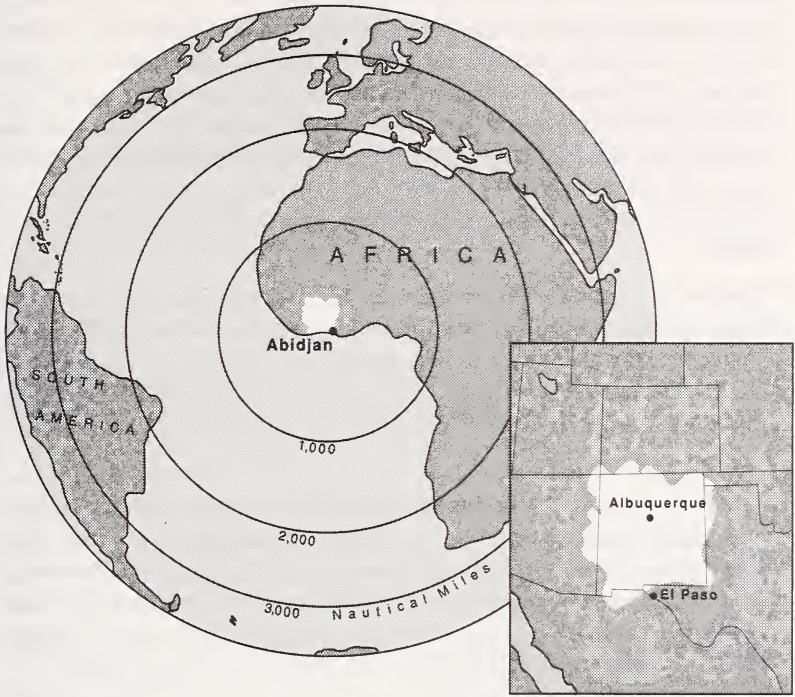 AFRICA
Abidjan
SOUTH
AMERICA
1,000
2,000
3,000 Nautical Miles
Albuquerque
El Paso